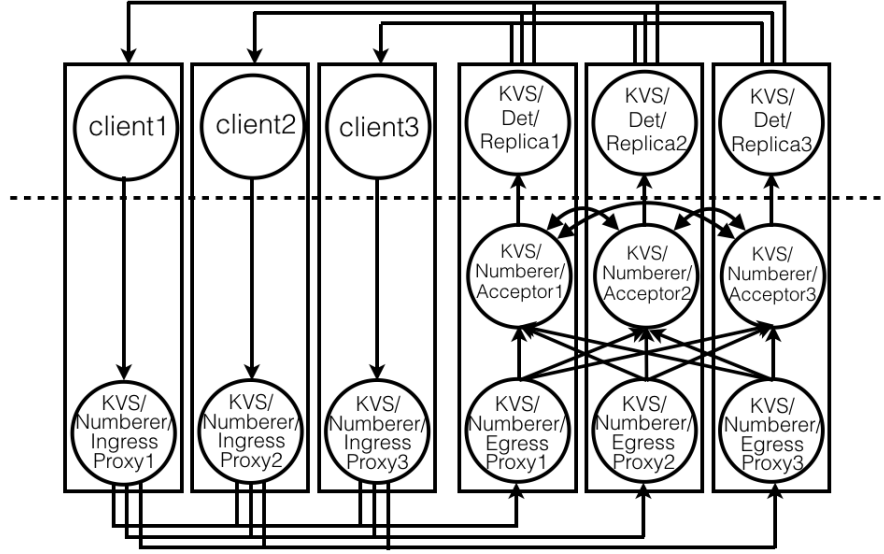 client1
client2
client3
KVS/
Det/
Replica1
KVS/
Det/
Replica2
KVS/
Det/
Replica3
KVS/
Numberer/
Acceptor1
KVS/
Numberer/
Acceptor2
KVS/
Numberer/
Acceptor3
KVS/
Numberer/
Ingress
Proxy1
KVS/
Numberer/
Ingress
Proxy2
KVS/
Numberer/
Ingress
Proxy3
KVS/
Numberer/
Egress
Proxy1
KVS/
Numberer/
Egress
Proxy2
KVS/
Numberer/
Egress
Proxy3